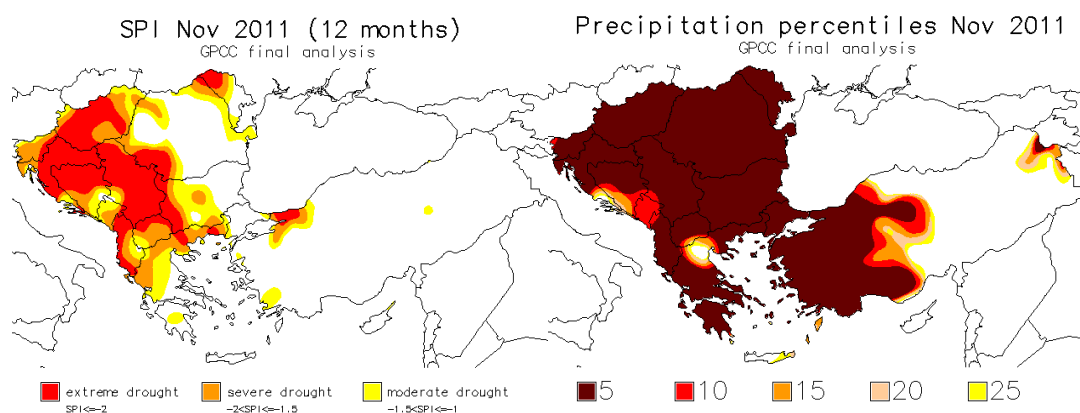 SPI Nov 2011 (12 months)
GPCC final analysis
extreme drought
SPI<=-2
severe drought
-2<SPI<=-1.5
moderate drought
-1.5<SPI<=-1
Precipitation percentiles Nov 2011
GPCC final analysis
5
10
15
20
25